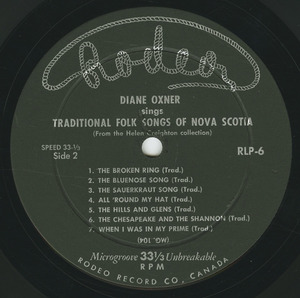 Rodeo
DIANE OXNER
sings
TRADITIONAL FOLK SONGS OF NOVA SCOTIA
(From the Helen Creighton collection)
SPEED 33-⅓
Side 2
RLP-6
1. THE BROKEN RING (Trad.)
2. THE BLUENOSE SONG (Trad.)
3. THE SAUERKRAUT SONG (Trad.)
4. ALL 'ROUND MY HAT (Trad.)
5. THE HILLS AND GLENS (Trad.)
6. THE CHESAPEAKE AND THE SHANNON (Trad.)
7. WHEN I WAS IN MY PRIME (Trad.)
Microgroove 33⅓ Unbreakable
RPM
RODEO RECORD CO, CANADA